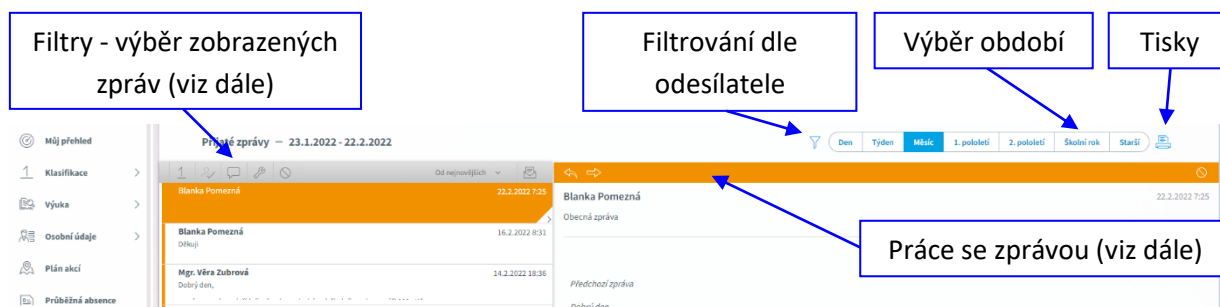 Filtry - výběr zobrazených
zpráv (viz dále)
Filtrování dle
odesílatele
Výběr období
Tisky
Můj přehled
Přijaté zprávy — 23.1.2022 - 22.2.2022
Den Týden Měsíc 1. pololetí 2. pololetí Školní rok Starší
1 Klasifikace
1
Od nejnovějších
Výuka
Blanka Pomezná 22.2.2022 7:25
Blanka Pomezná 22.2.2022 7:25
Obecná zpráva
Osobní údaje
Blanka Pomezná 16.2.2022 8:31
Děkuji
Práce se zprávou (viz dále)
Plán akcí
Mgr. Věra Zubrová 14.2.2022 18:36
Dobrý den,
Předchozí zpráva
Průběžná absence
Dobrý den